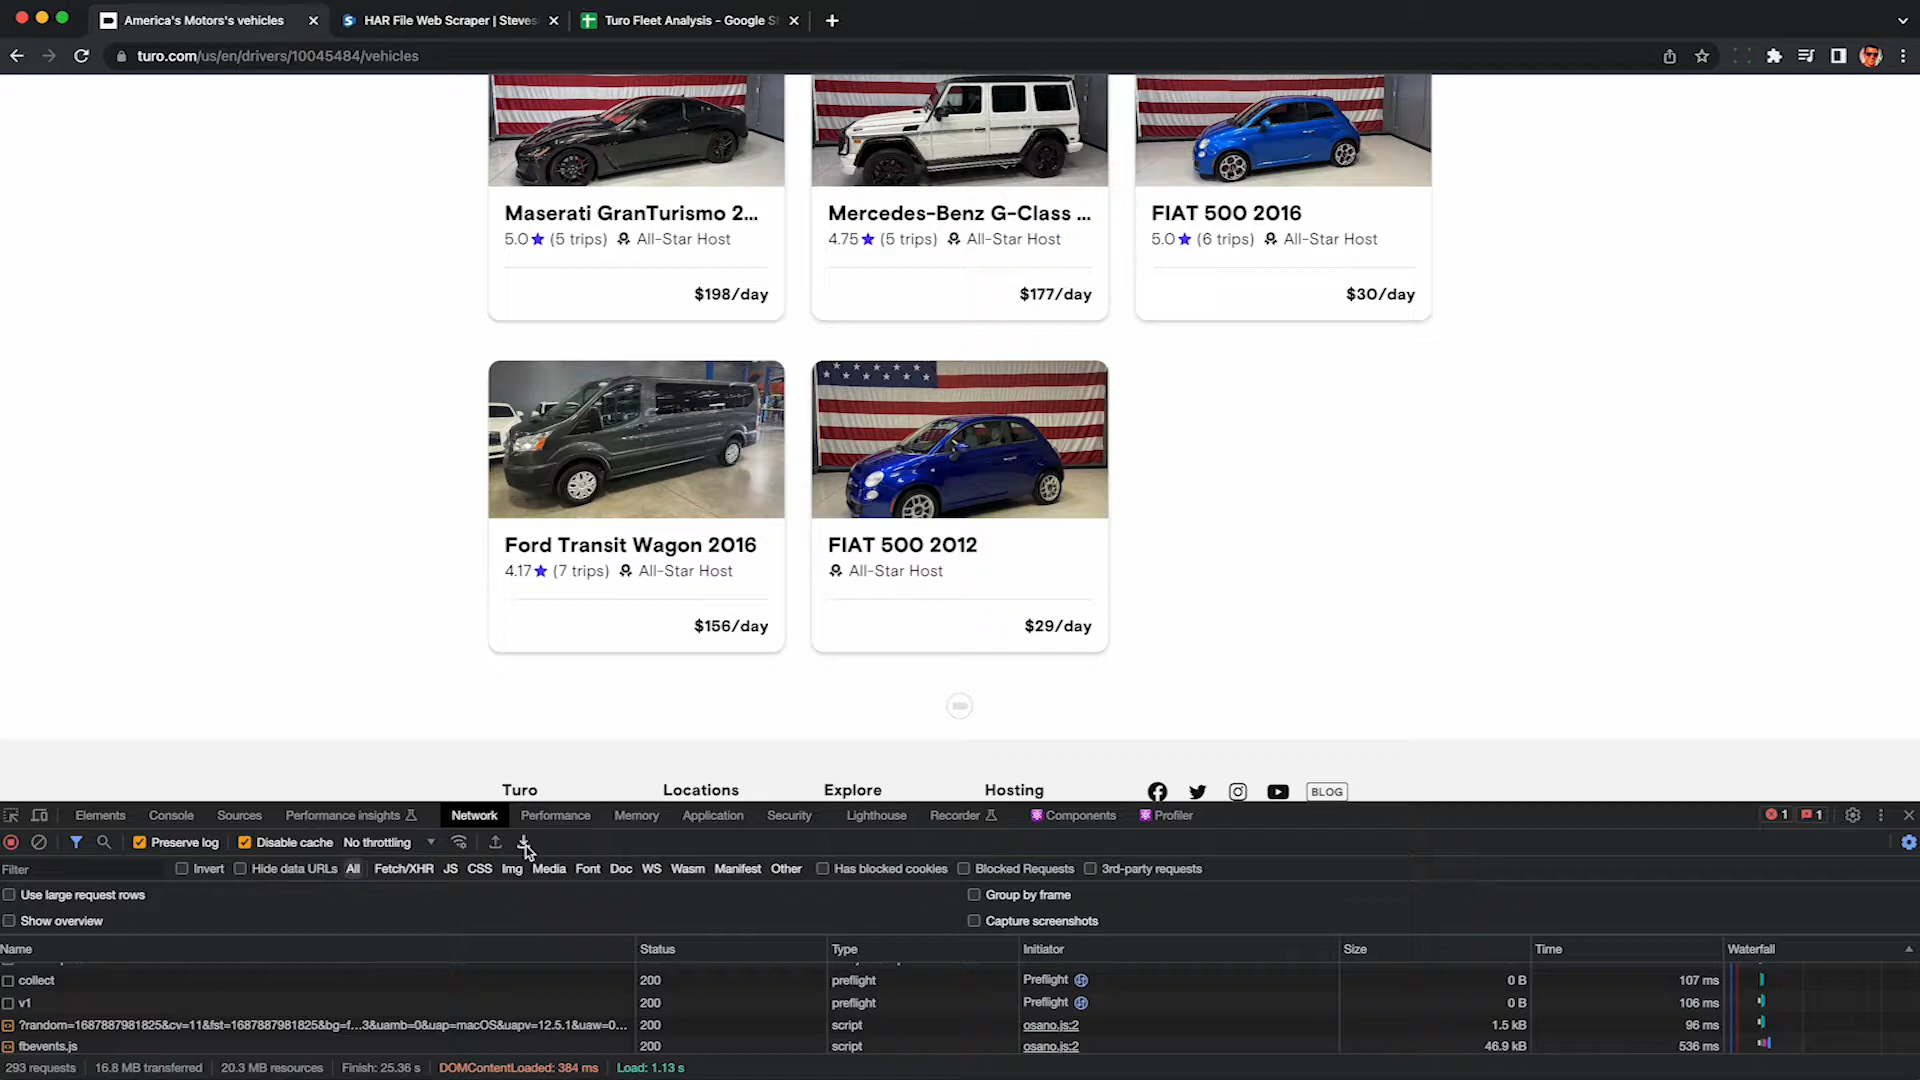 America's Motors's vehicles
HAR File Web Scraper | Steves
Turo Fleet Analysis - Google S
turo.com/us/en/drivers/10045484/vehicles
Maserati GranTurismo 2...
5.0 (5 trips) All-Star Host
$198/day
Mercedes-Benz G-Class ...
4.75 (5 trips) All-Star Host
$177/day
FIAT 500 2016
5.0 (6 trips) All-Star Host
$30/day
Ford Transit Wagon 2016
4.17 (7 trips) All-Star Host
$156/day
FIAT 500 2012
All-Star Host
$29/day
Turo Locations Explore Hosting BLOG
Elements Console Sources Performance insights Network Performance Memory Application Security Lighthouse Recorder Components Profiler 1 1
Preserve log Disable cache No throttling
Filter Invert Hide data URLs All Fetch/XHR JS CSS Img Media Font Doc WS Wasm Manifest Other Has blocked cookies Blocked Requests 3rd-party requests
Use large request rows Group by frame
Show overview Capture screenshots
Name Status Type Initiator Size Time Waterfall
collect 200 preflight Preflight 0 B 107 ms
v1 200 preflight Preflight 0 B 106 ms
?random=1687887981825&cv=11&fst=1687887981825&bg=f...3&uamb=0&uap=macOS&uapv=12.5.1&uaw=0... 200 script osano.js:2 1.5 kB 96 ms
fbevents.js 200 script osano.js:2 46.9 kB 536 ms
293 requests 16.8 MB transferred 20.3 MB resources Finish: 25.36 s DOMContentLoaded: 384 ms Load: 1.13 s